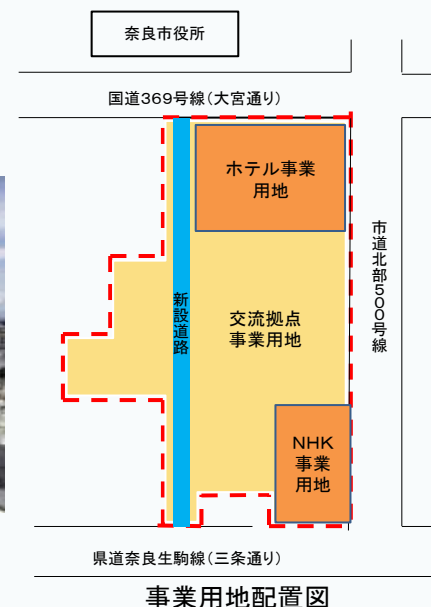 奈良市役所
国道369号線(大宮通り)
ホテル事業
用地
市道北部500号線
新設道路
交流拠点
事業用地
NHK
事業
用地
県道奈良生駒線(三条通り)
事業用地配置図